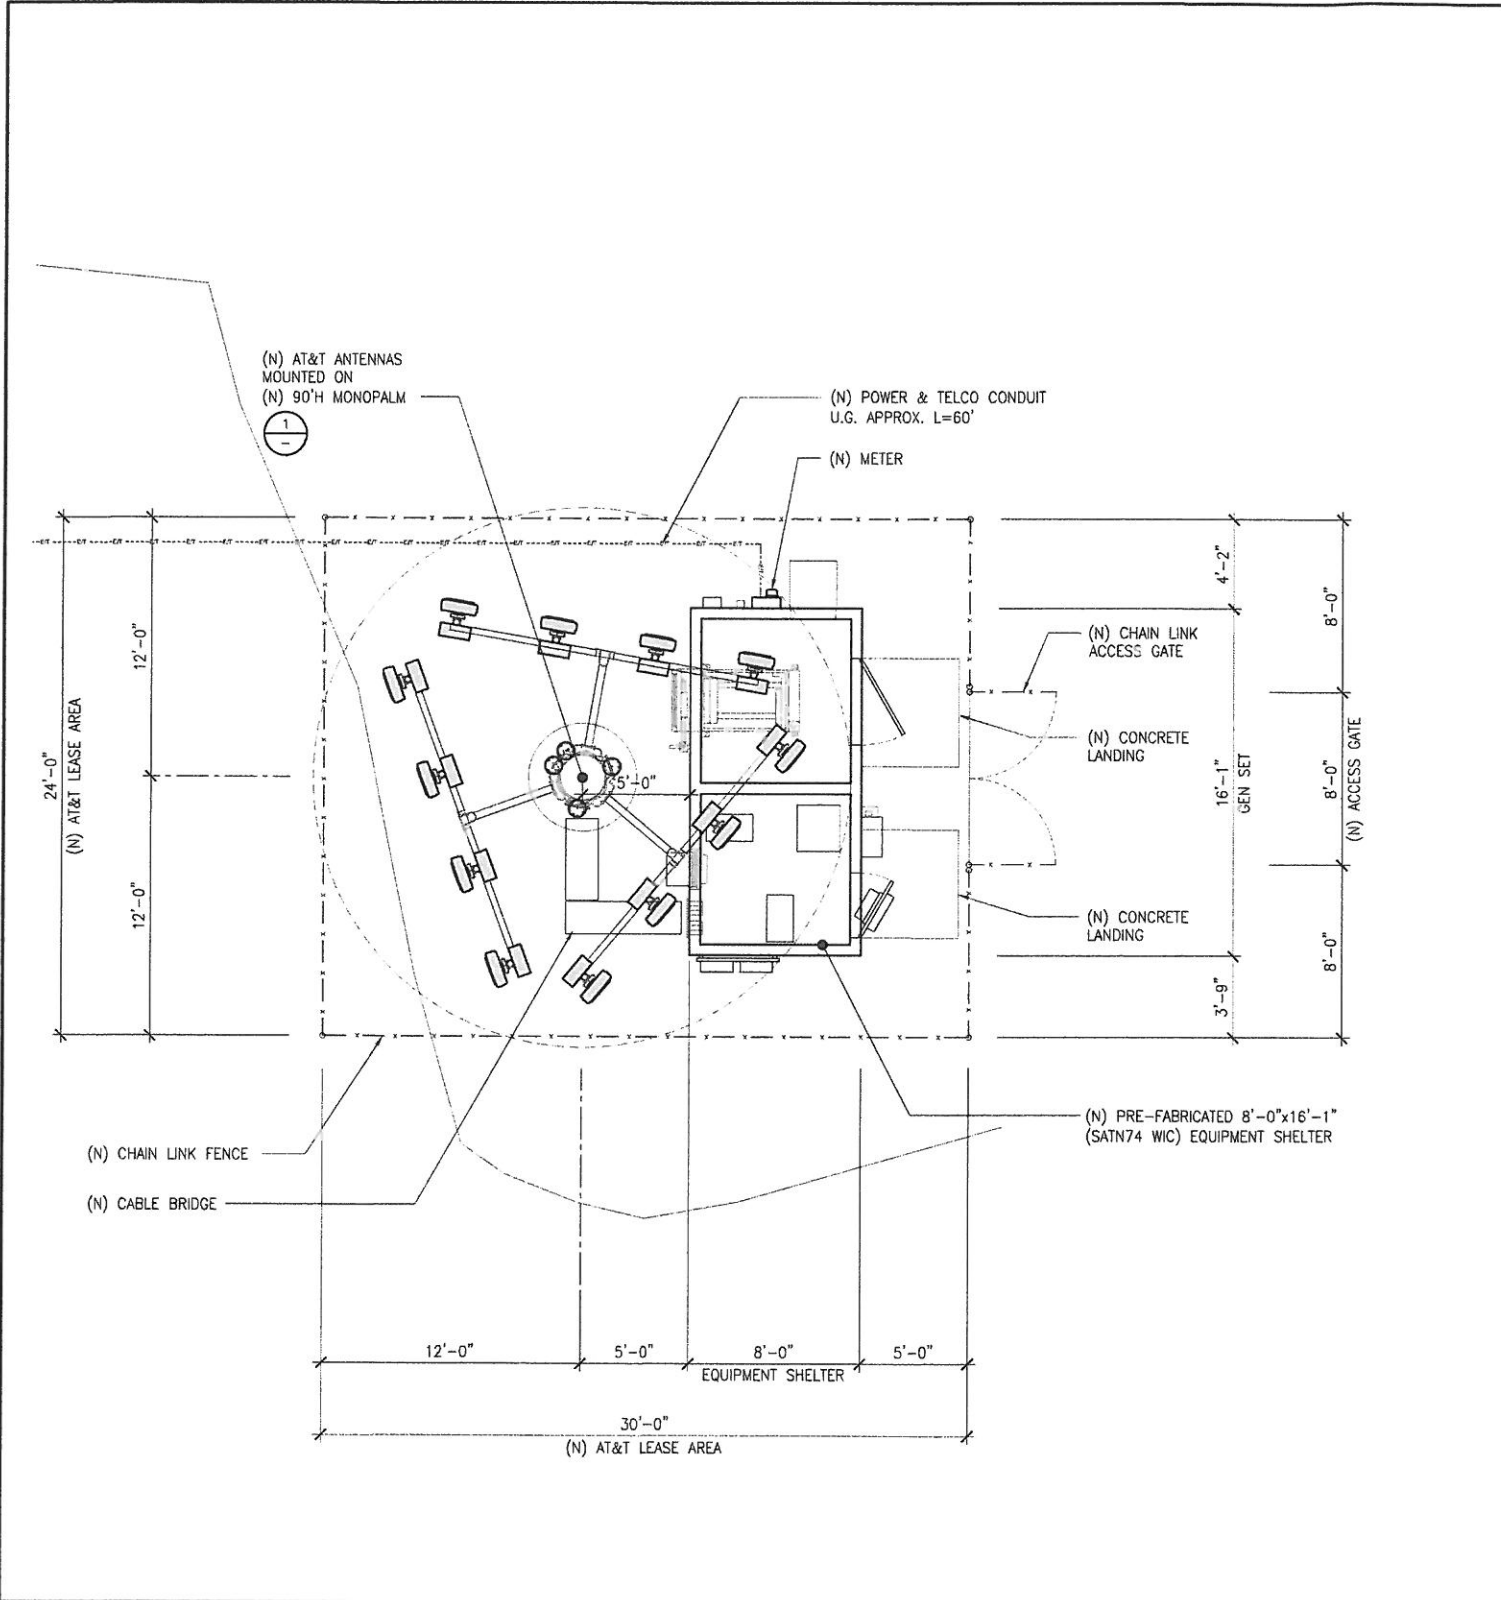 (N) AT&T ANTENNAS
MOUNTED ON
(N) 90'H MONOPALM
1
–
(N) POWER & TELCO CONDUIT
U.G. APPROX. L=60'
(N) METER
E/T E/T E/T E/T E/T E/T E/T E/T E/T E/T E/T E/T E/T E/T E/T
24'-0"
(N) AT&T LEASE AREA
12'-0"
12'-0"
5'-0"
4'-2"
16'-1"
GEN SET
3'-9"
8'-0"
8'-0"
(N) ACCESS GATE
8'-0"
(N) CHAIN LINK
ACCESS GATE
(N) CONCRETE
LANDING
(N) CONCRETE
LANDING
(N) PRE-FABRICATED 8'-0"x16'-1"
(SATN74 WIC) EQUIPMENT SHELTER
(N) CHAIN LINK FENCE
(N) CABLE BRIDGE
12'-0"
5'-0"
8'-0"
5'-0"
EQUIPMENT SHELTER
30'-0"
(N) AT&T LEASE AREA